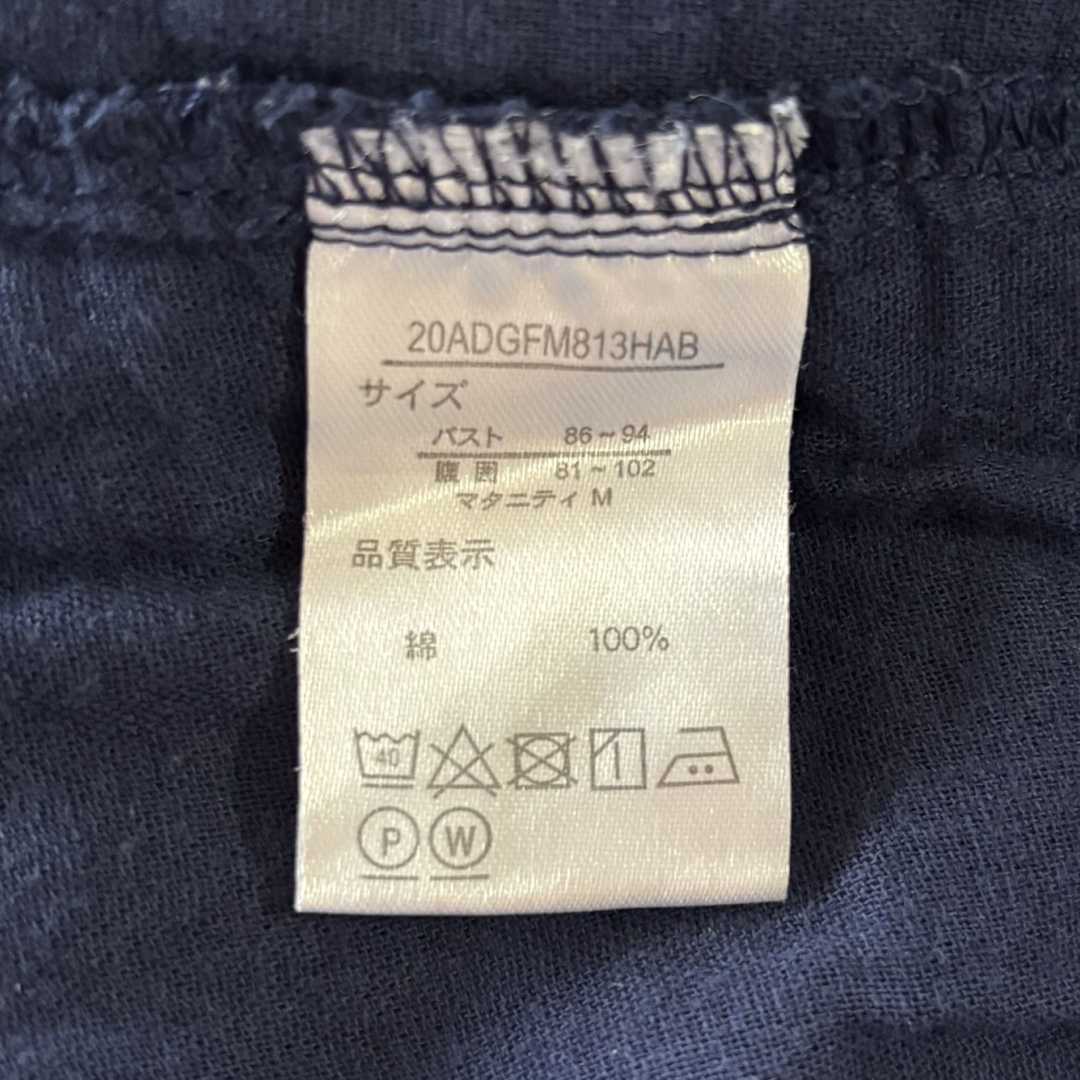 20ADGFM813HAB
サイズ
バスト 86~94
腹囲 81~102
マタニティ M
品質表示
綿 100%
40
P W